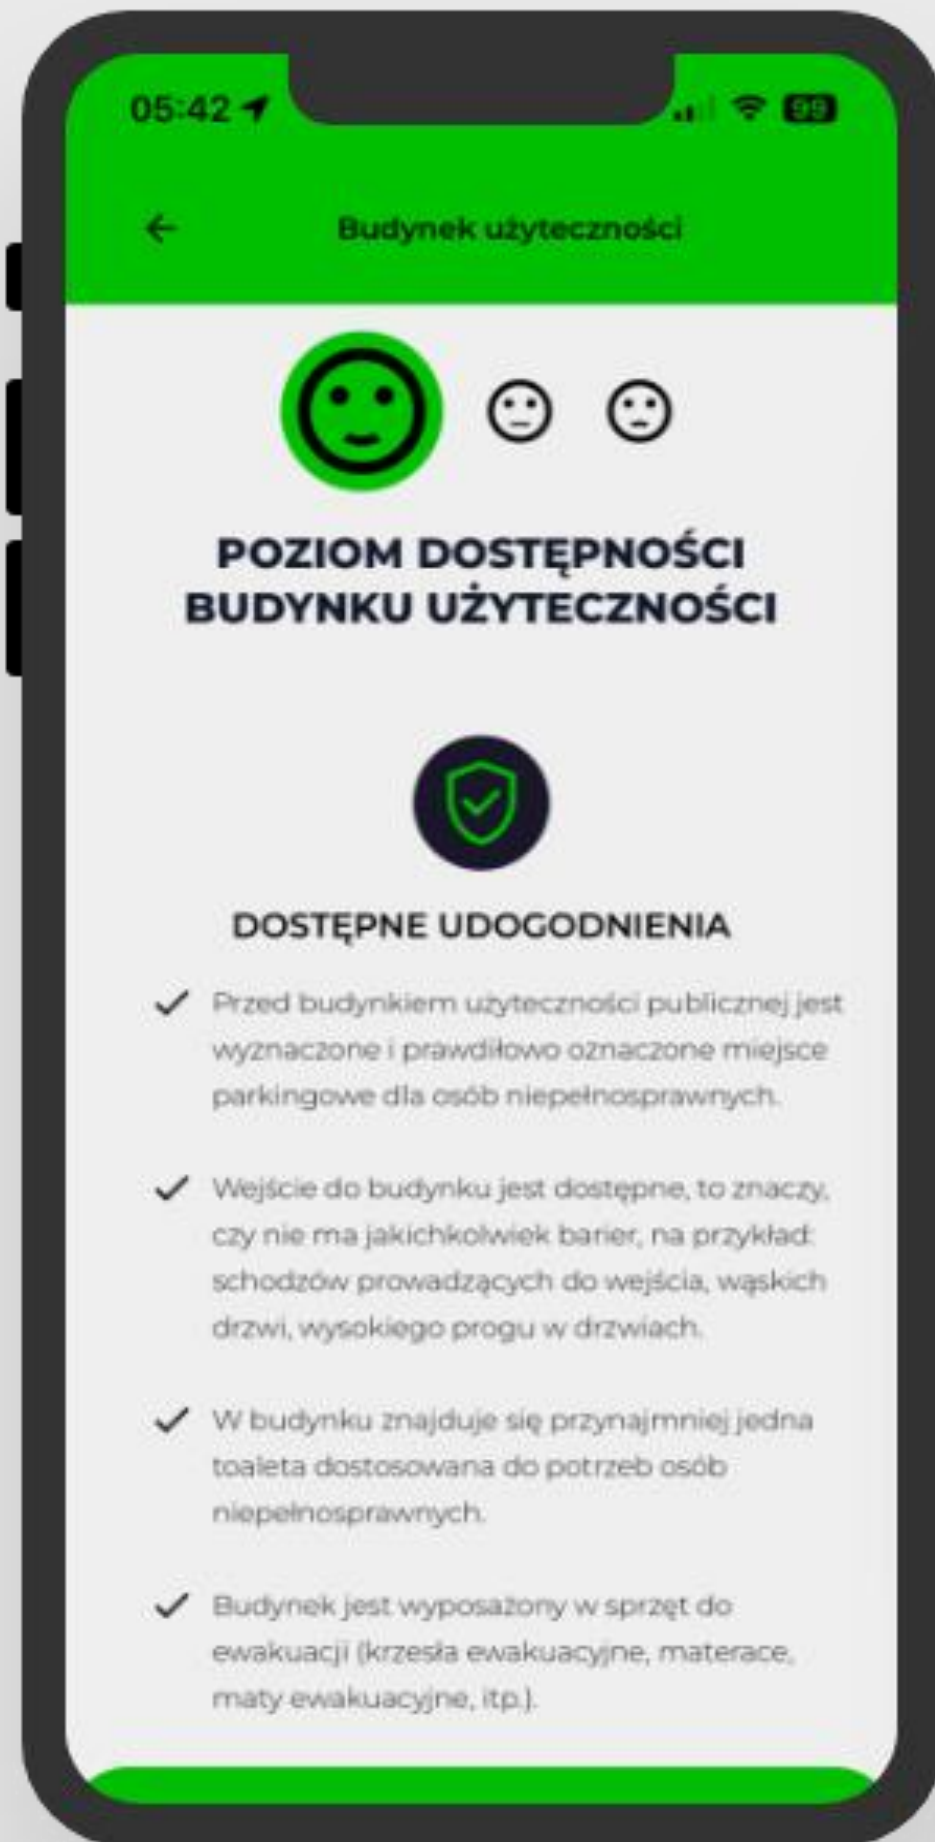 05:42
99
Budynek użyteczności
POZIOM DOSTĘPNOŚCI
BUDYNKU UŻYTECZNOŚCI
DOSTĘPNE UDOGODNIENIA
Przed budynkiem użyteczności publicznej jest
wyznaczone i prawdiłowo oznaczone miejsce
parkingowe dla osób niepełnosprawnych.
Wejście do budynku jest dostępne, to znaczy,
czy nie ma jakichkolwiek barier, na przykład:
schodzów prowadzących do wejścia, wąskich
drzwi, wysokiego progu w drzwiach.
W budynku znajduje się przynajmniej jedna
toaleta dostosowana do potrzeb osób
niepełnosprawnych.
Budynek jest wyposażony w sprzęt do
ewakuacji (krzesła ewakuacyjne, materace,
maty ewakuacyjne, itp.).